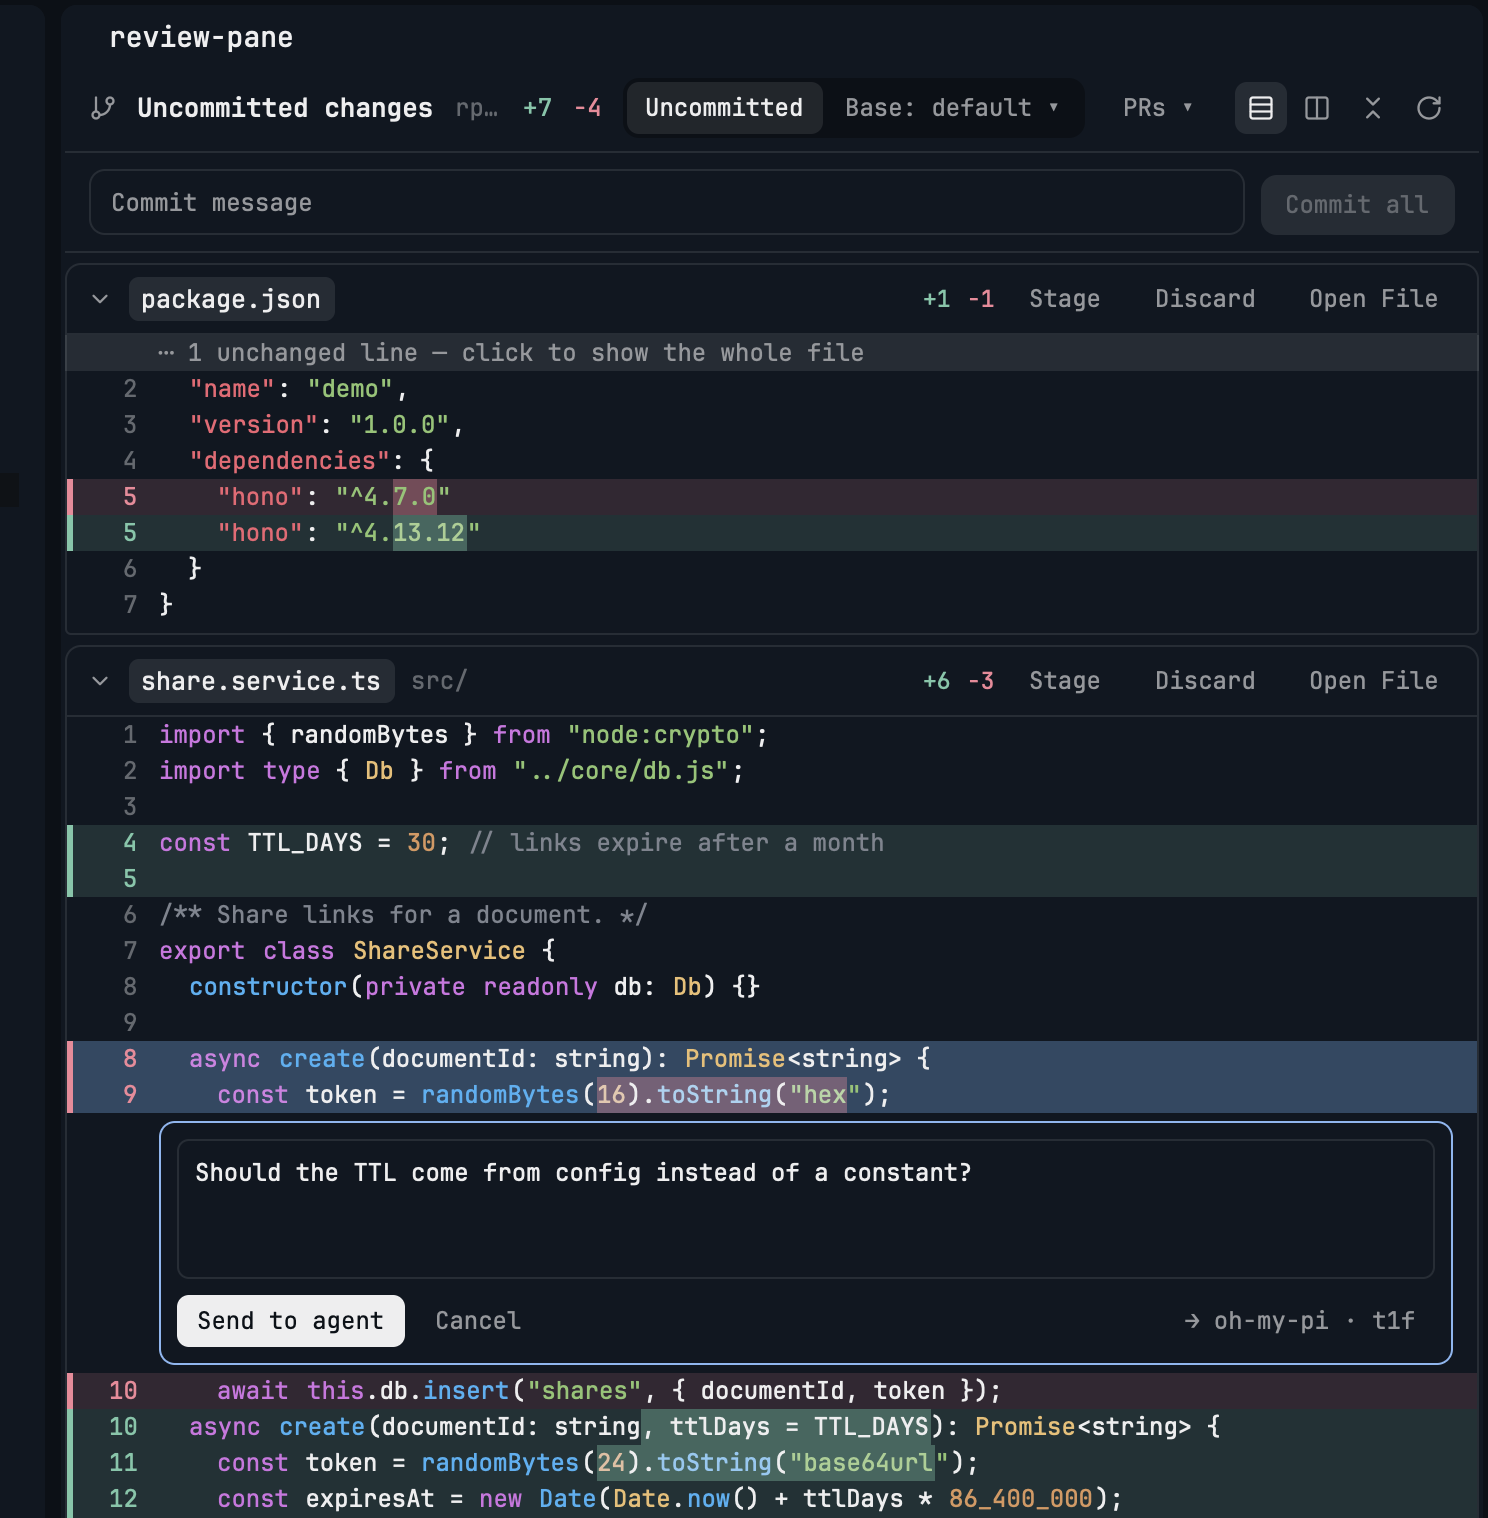 review-pane
Uncommitted changes rp… +7 -4 Uncommitted Base: default ▾ PRs ▾
Commit message Commit all
package.json +1 -1 Stage Discard Open File
⋯ 1 unchanged line — click to show the whole file
2 "name": "demo",
3 "version": "1.0.0",
4 "dependencies": {
5 "hono": "^4.7.0"
5 "hono": "^4.13.12"
6 }
7 }
share.service.ts src/ +6 -3 Stage Discard Open File
1 import { randomBytes } from "node:crypto";
2 import type { Db } from "../core/db.js";
3
4 const TTL_DAYS = 30; // links expire after a month
5
6 /** Share links for a document. */
7 export class ShareService {
8 constructor(private readonly db: Db) {}
9
8 async create(documentId: string): Promise<string> {
9 const token = randomBytes(16).toString("hex");
Should the TTL come from config instead of a constant?
Send to agent Cancel → oh-my-pi · t1f
10 await this.db.insert("shares", { documentId, token });
10 async create(documentId: string, ttlDays = TTL_DAYS): Promise<string> {
11 const token = randomBytes(24).toString("base64url");
12 const expiresAt = new Date(Date.now() + ttlDays * 86_400_000);